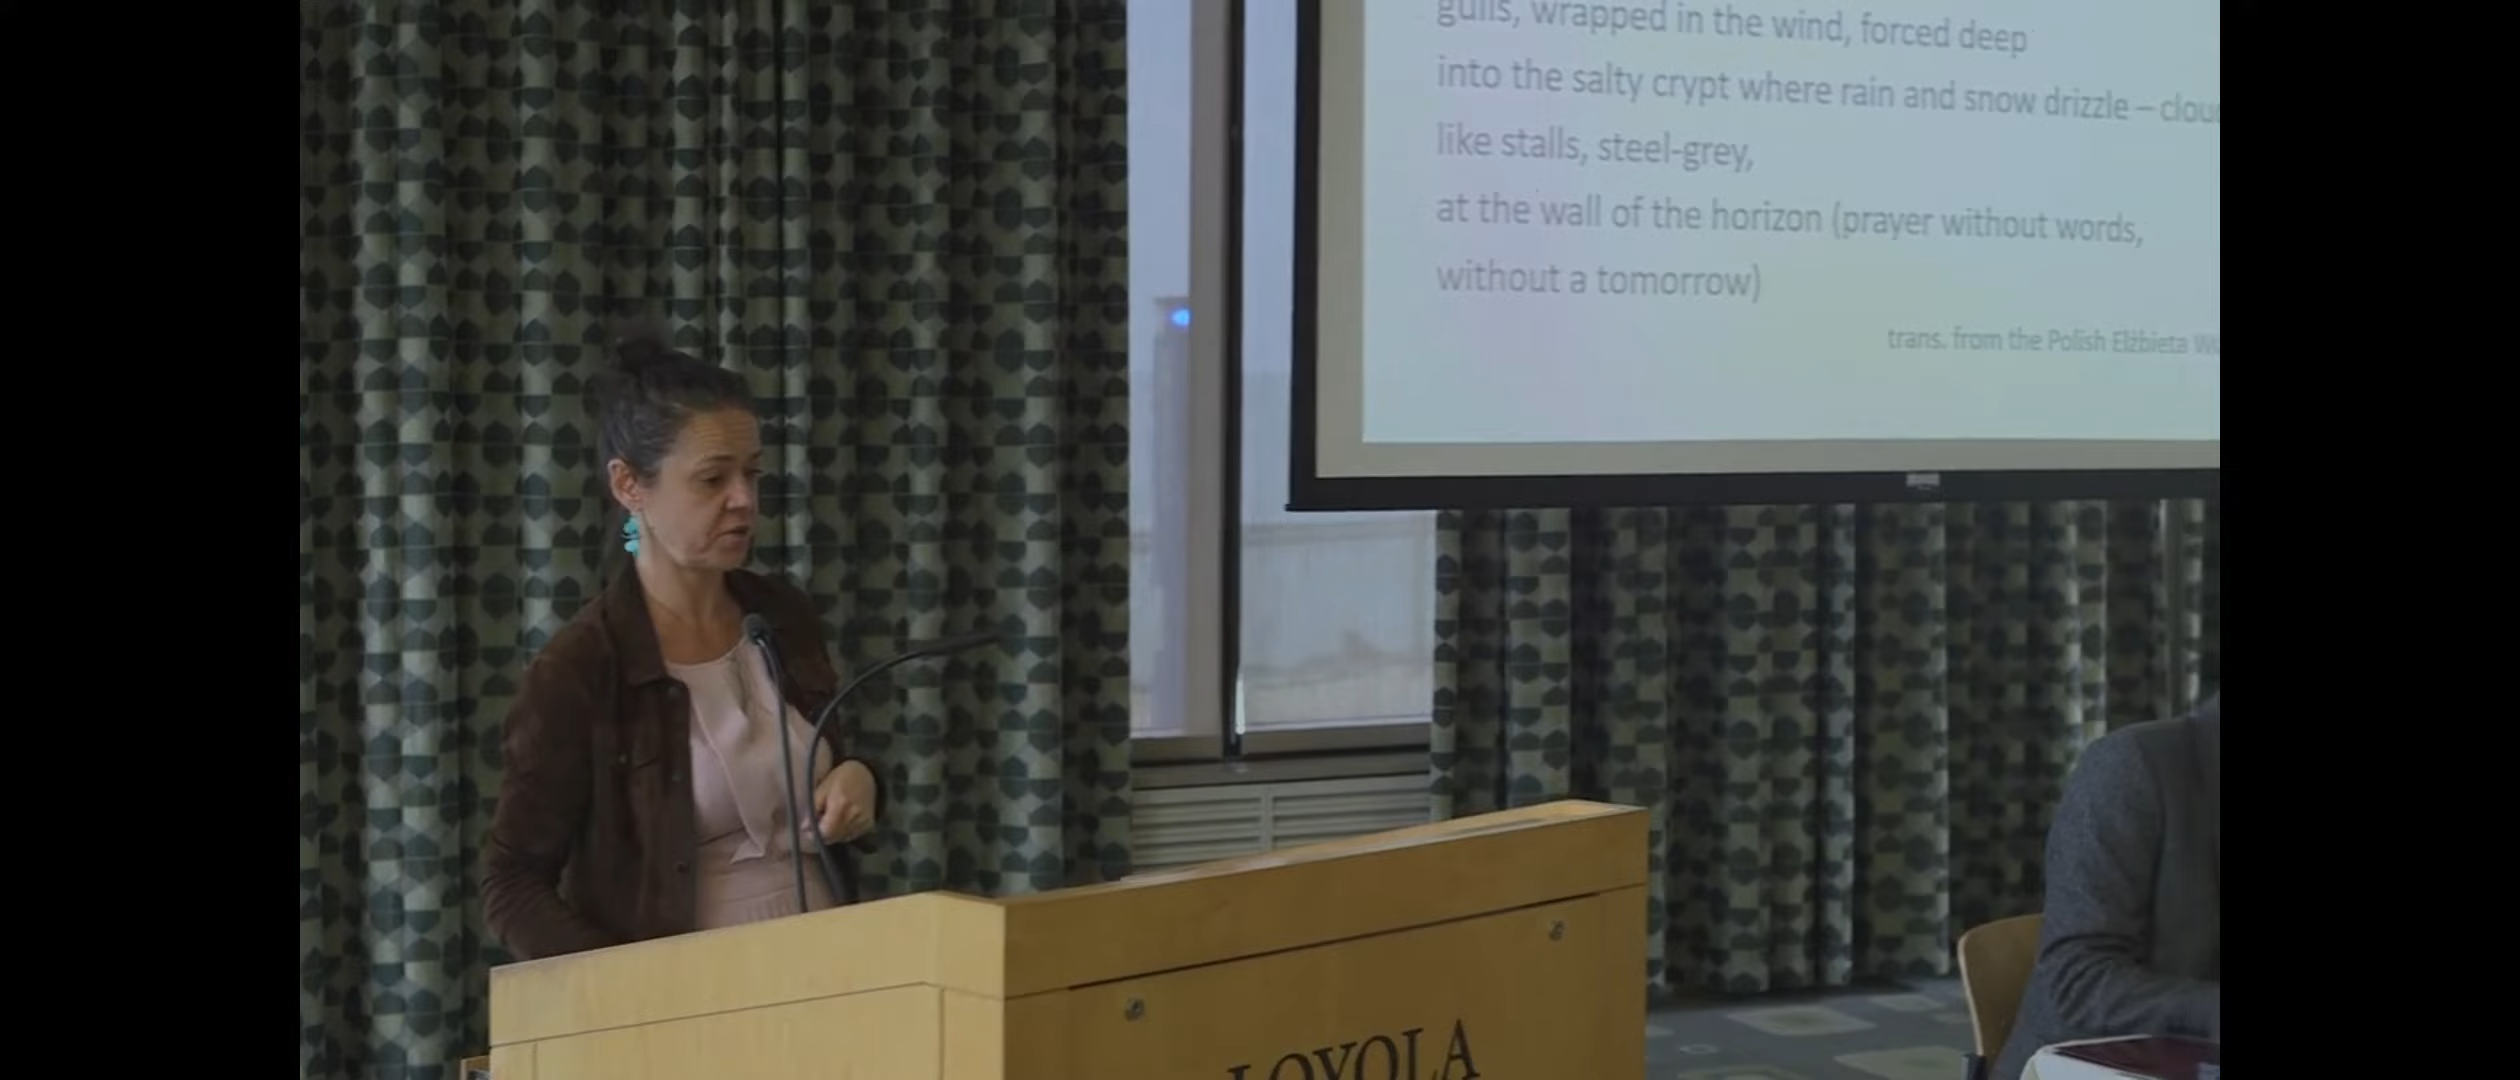 gulls, wrapped in the wind, forced deep
into the salty crypt where rain and snow drizzle – 
like stalls, steel-grey,
at the wall of the horizon (prayer without words,
without a tomorrow)
trans. from the Polish Elżbieta
LOYOLA